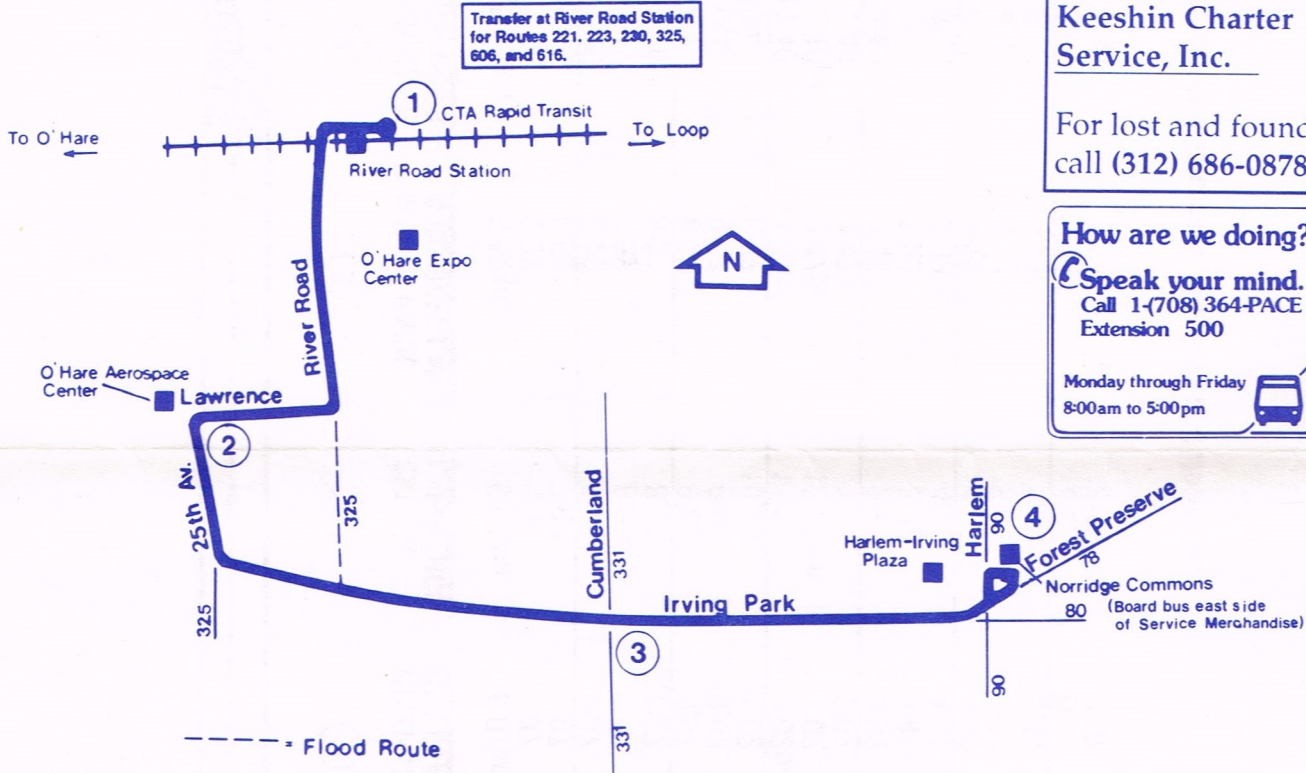 Transfer at River Road Station
for Routes 221. 223, 230, 325,
606, and 616.
Keeshin Charter
Service, Inc.
For lost and found
call (312) 686-0878
How are we doing?
Speak your mind.
Call 1-(708) 364-PACE
Extension 500
Monday through Friday
8:00am to 5:00pm
1
CTA Rapid Transit
To O'Hare
To Loop
River Road Station
O'Hare Expo
Center
N
River Road
O'Hare Aerospace
Center
Lawrence
2
25th Av.
325
325
Cumberland
331
331
3
Irving Park
Harlem-Irving
Plaza
Harlem
90
90
4
Forest Preserve
78
Norridge Commons
80
(Board bus east side
of Service Merchandise)
= Flood Route